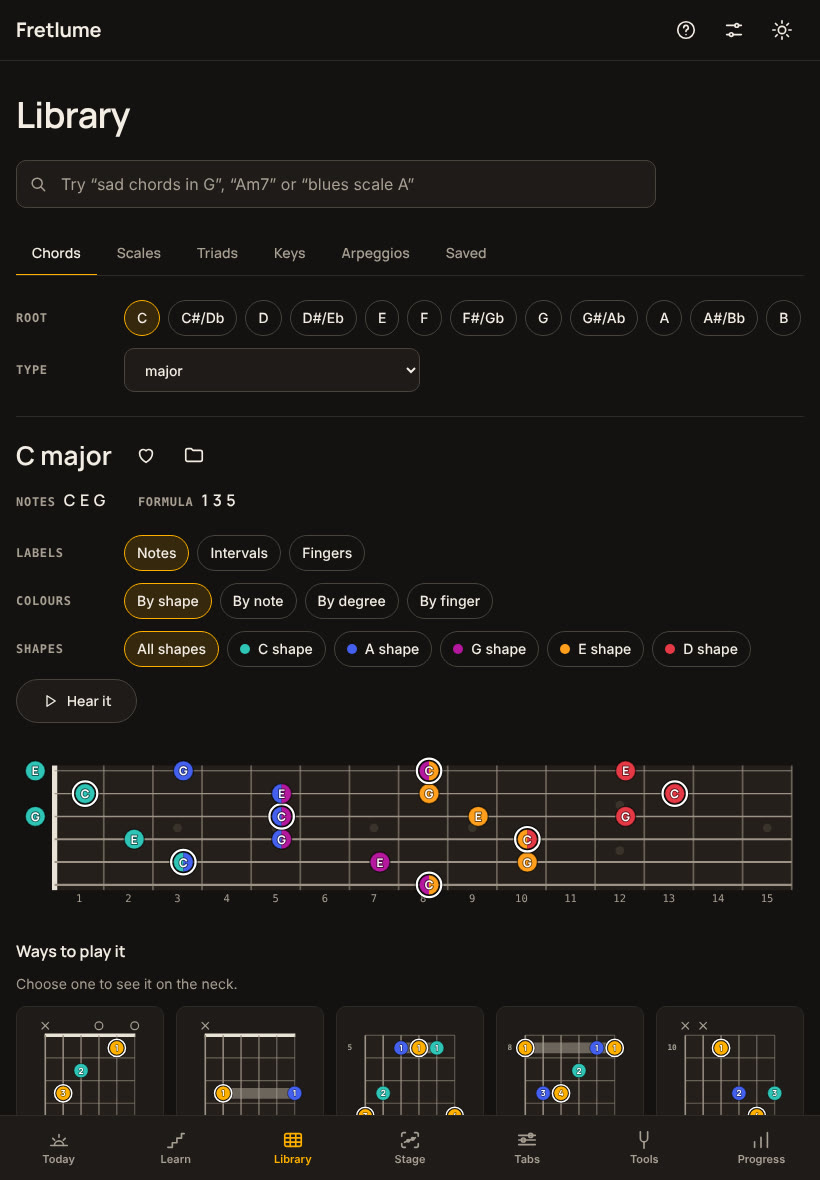 Fretlume
Library
Try “sad chords in G”, “Am7” or “blues scale A”
Chords Scales Triads Keys Arpeggios Saved
ROOT C C#/Db D D#/Eb E F F#/Gb G G#/Ab A A#/Bb B
TYPE major
C major
NOTES C E G FORMULA 1 3 5
LABELS Notes Intervals Fingers
COLOURS By shape By note By degree By finger
SHAPES All shapes C shape A shape G shape E shape D shape
Hear it
E G C E
C E G C
G C E G
E G C
C E G
C
1 2 3 4 5 6 7 8 9 10 11 12 13 14 15
Ways to play it
Choose one to see it on the neck.
1 5 1 1 1 8 1 1 1 10 1
2 2 2
3 1 1 3 4 2 3
Today Learn Library Stage Tabs Tools Progress